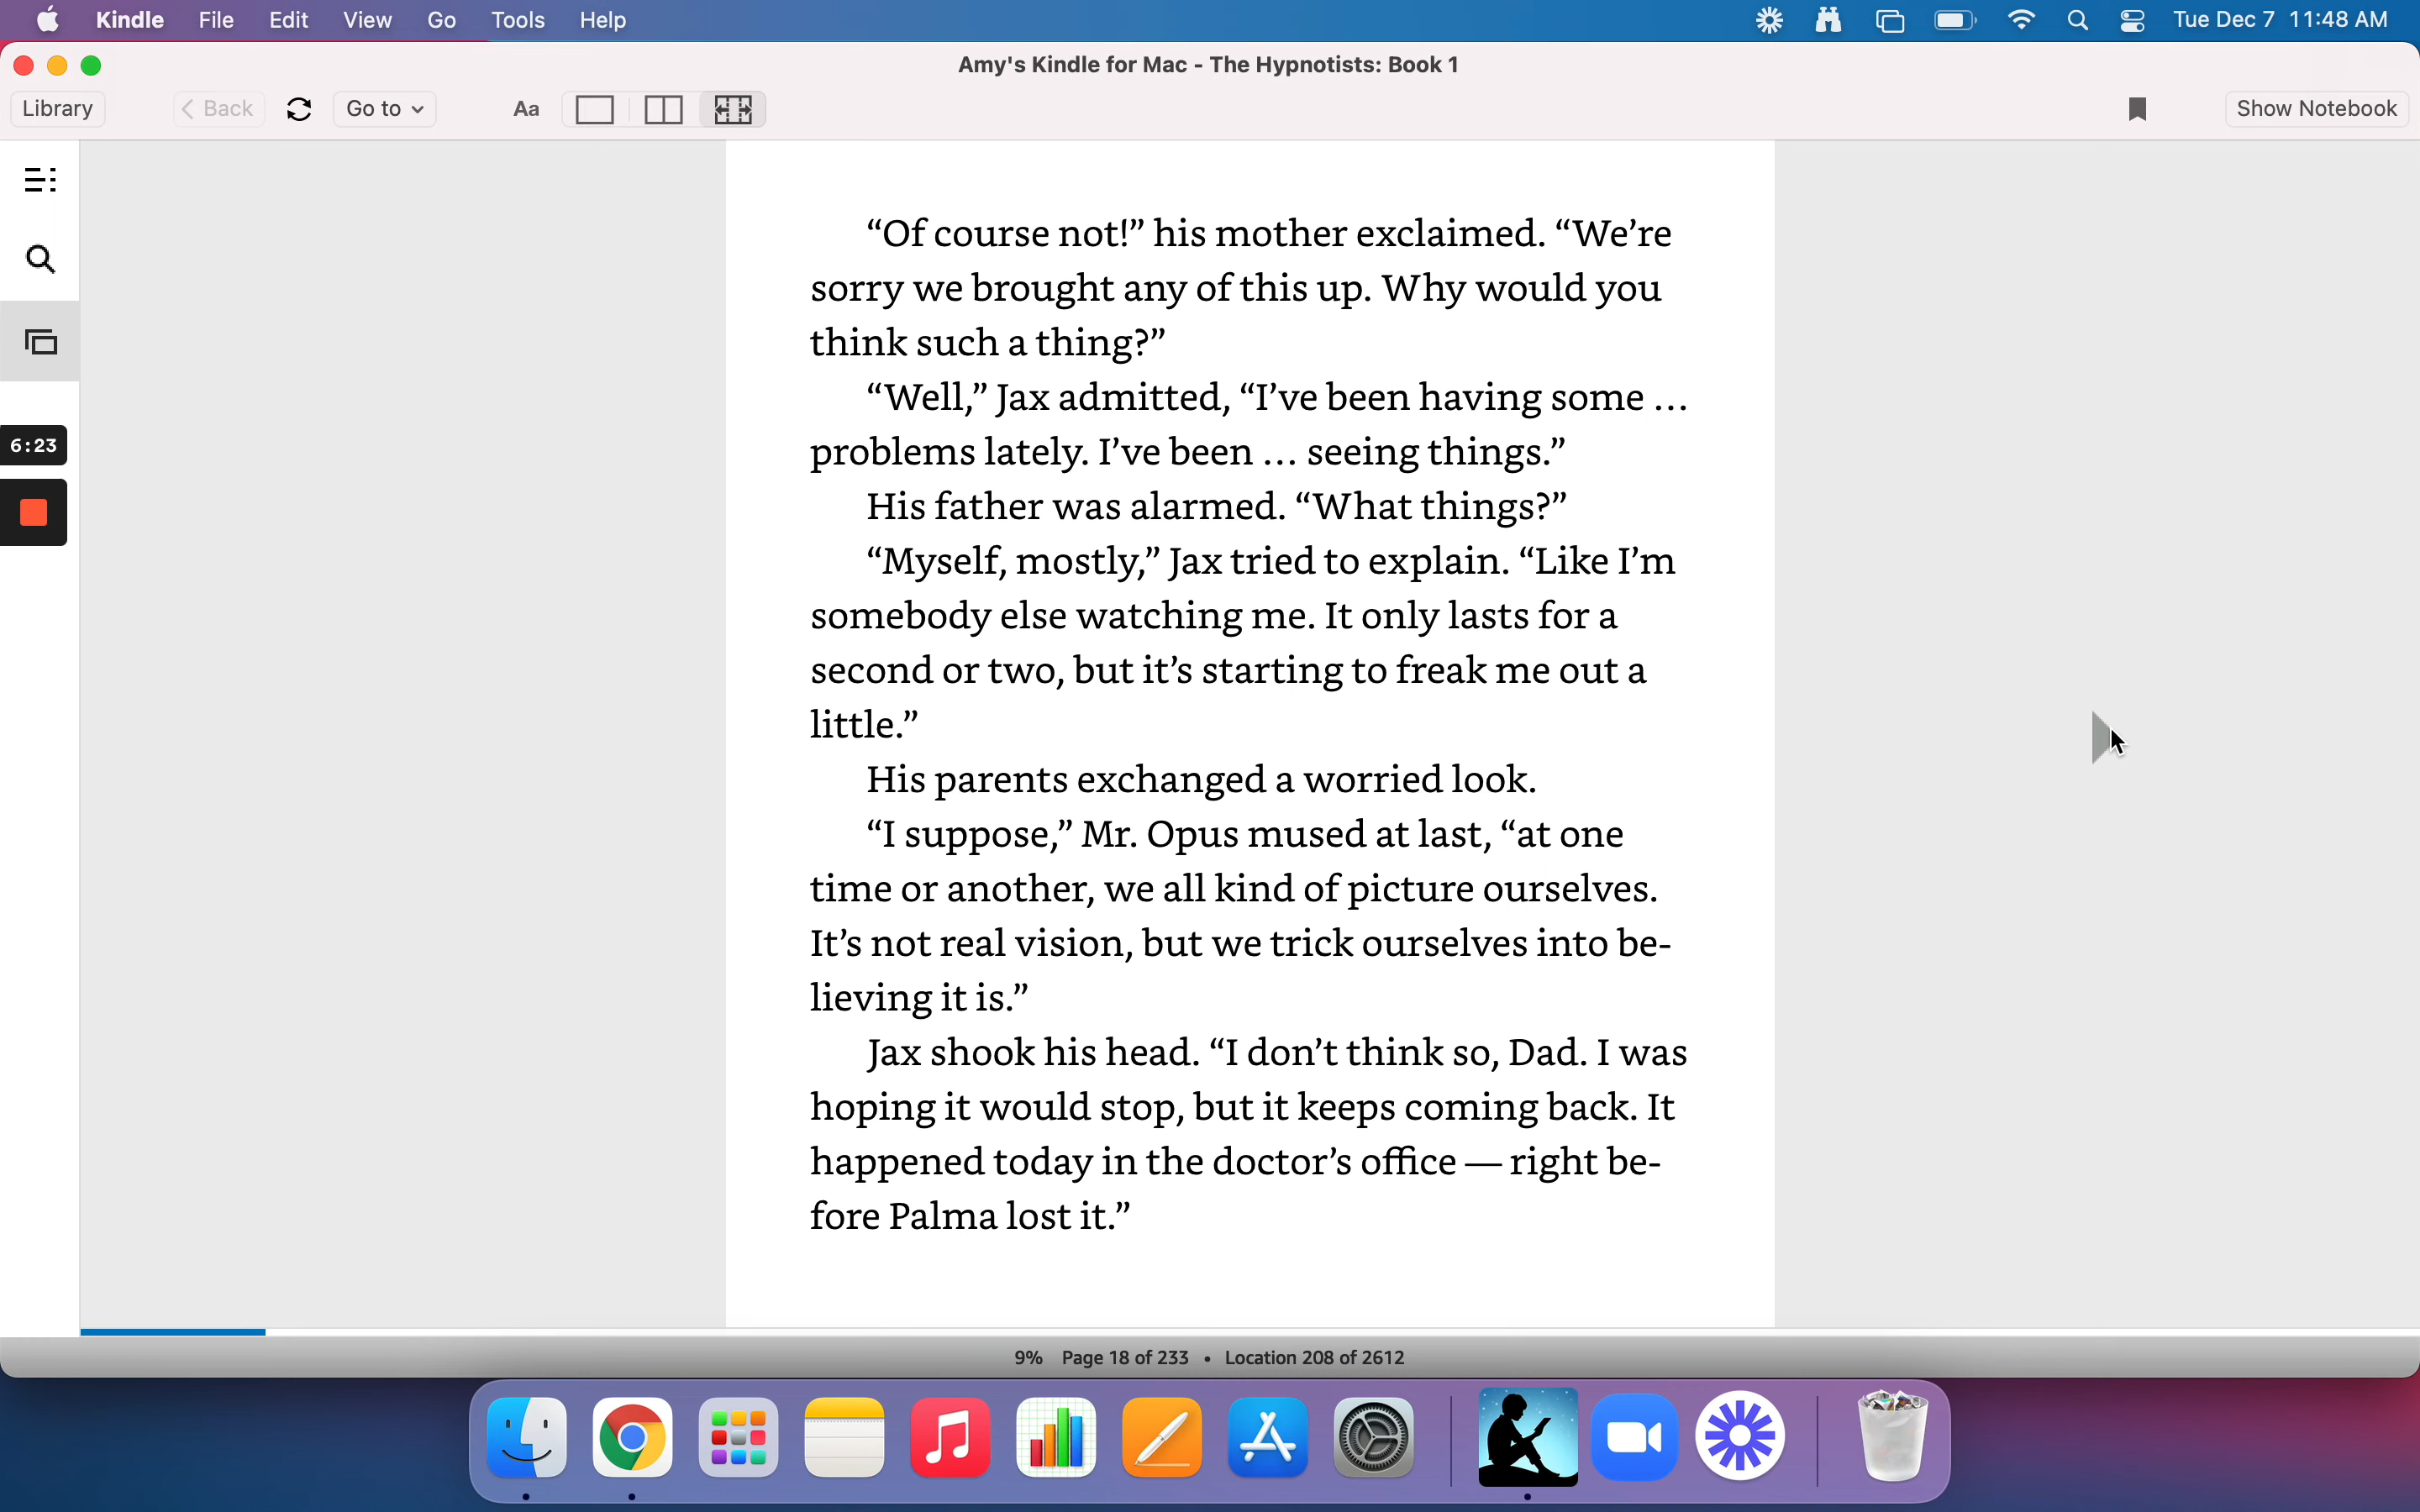 Kindle File Edit View Go Tools Help Tue Dec 7 11:48 AM
Amy's Kindle for Mac - The Hypnotists: Book 1
Library Back Go to Aa Show Notebook
6:23
“Of course not!” his mother exclaimed. “We’re
sorry we brought any of this up. Why would you
think such a thing?”
“Well,” Jax admitted, “I’ve been having some …
problems lately. I’ve been … seeing things.”
His father was alarmed. “What things?”
“Myself, mostly,” Jax tried to explain. “Like I’m
somebody else watching me. It only lasts for a
second or two, but it’s starting to freak me out a
little.”
His parents exchanged a worried look.
“I suppose,” Mr. Opus mused at last, “at one
time or another, we all kind of picture ourselves.
It’s not real vision, but we trick ourselves into be-
lieving it is.”
Jax shook his head. “I don’t think so, Dad. I was
hoping it would stop, but it keeps coming back. It
happened today in the doctor’s office — right be-
fore Palma lost it.”
9% Page 18 of 233 • Location 208 of 2612